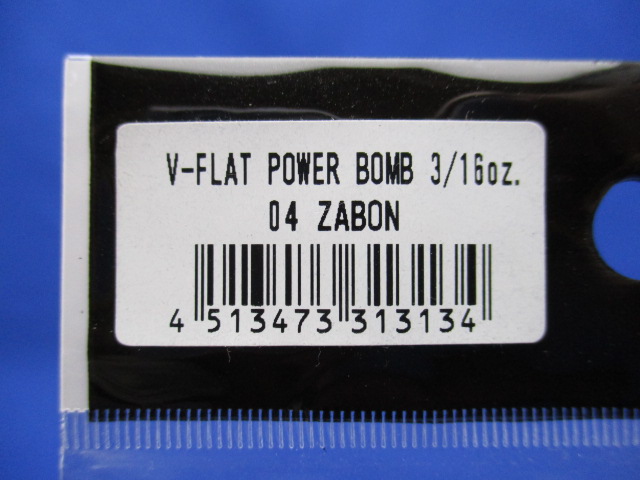 V-FLAT POWER BOMB 3/16oz.
04 ZABON
4 513473 313134